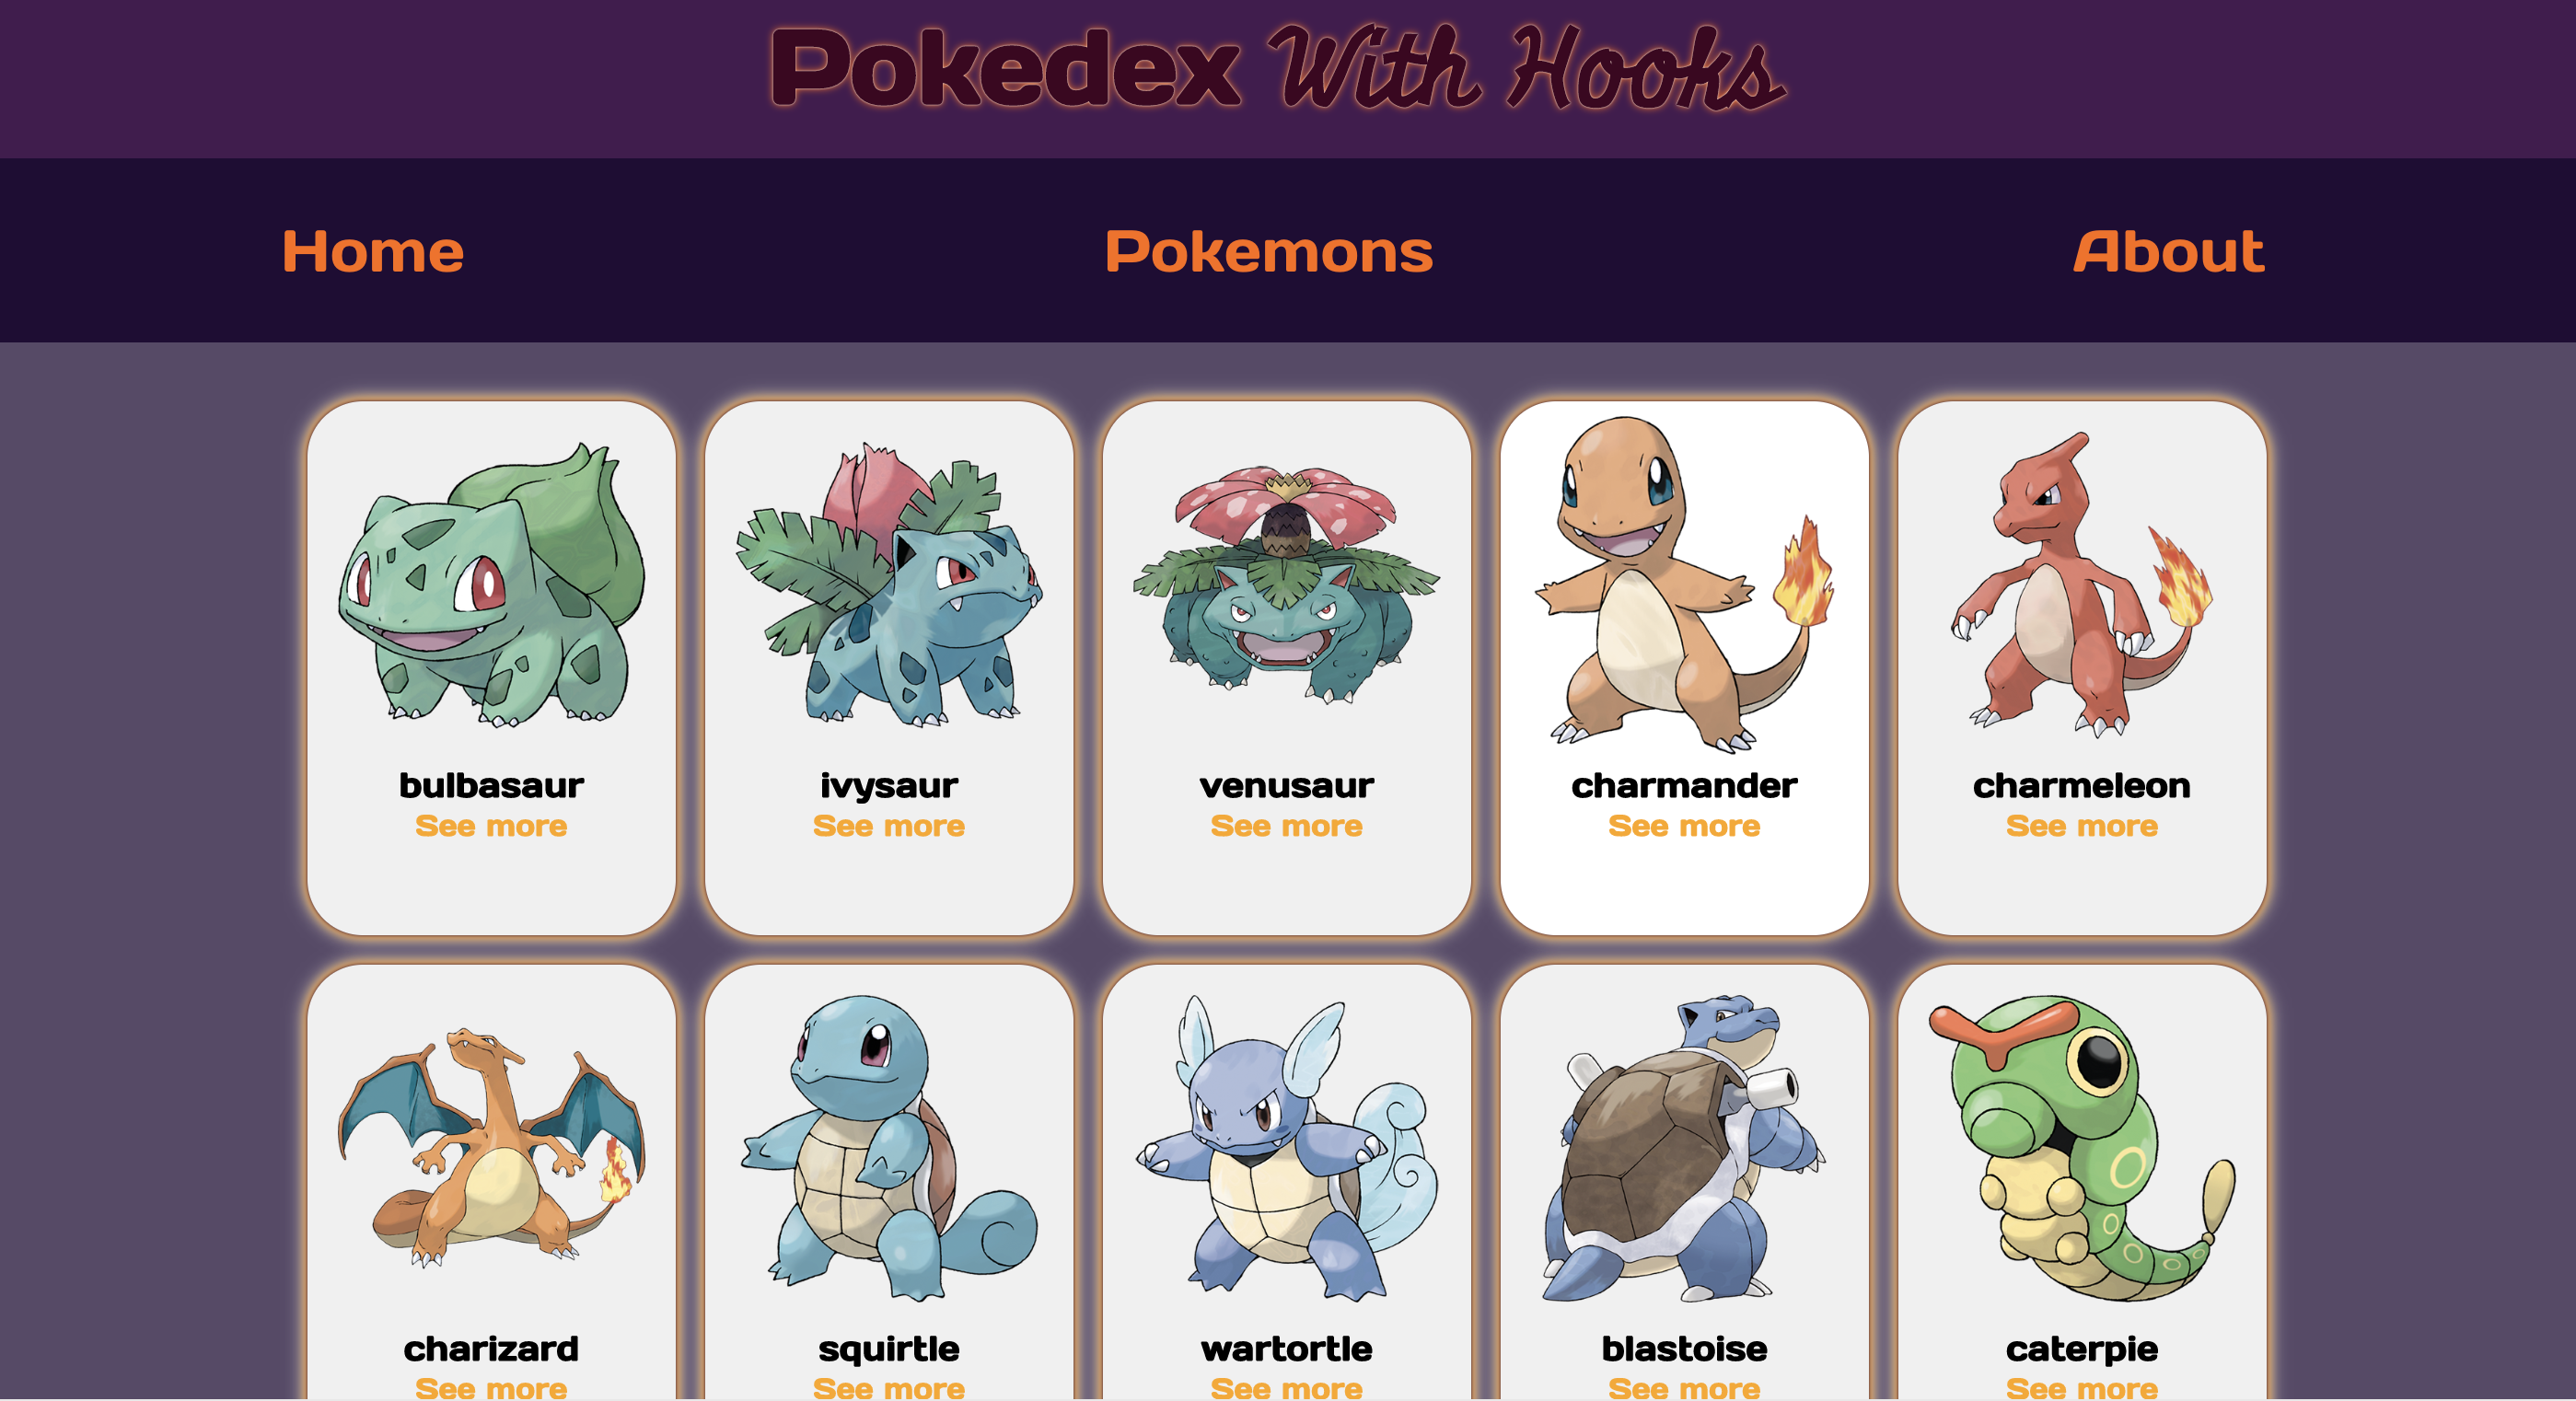 Pokedex With Hooks
Home Pokemons About
bulbasaur ivysaur venusaur charmander charmeleon
See more See more See more See more See more
charizard squirtle wartortle blastoise caterpie
See more See more See more See more See more